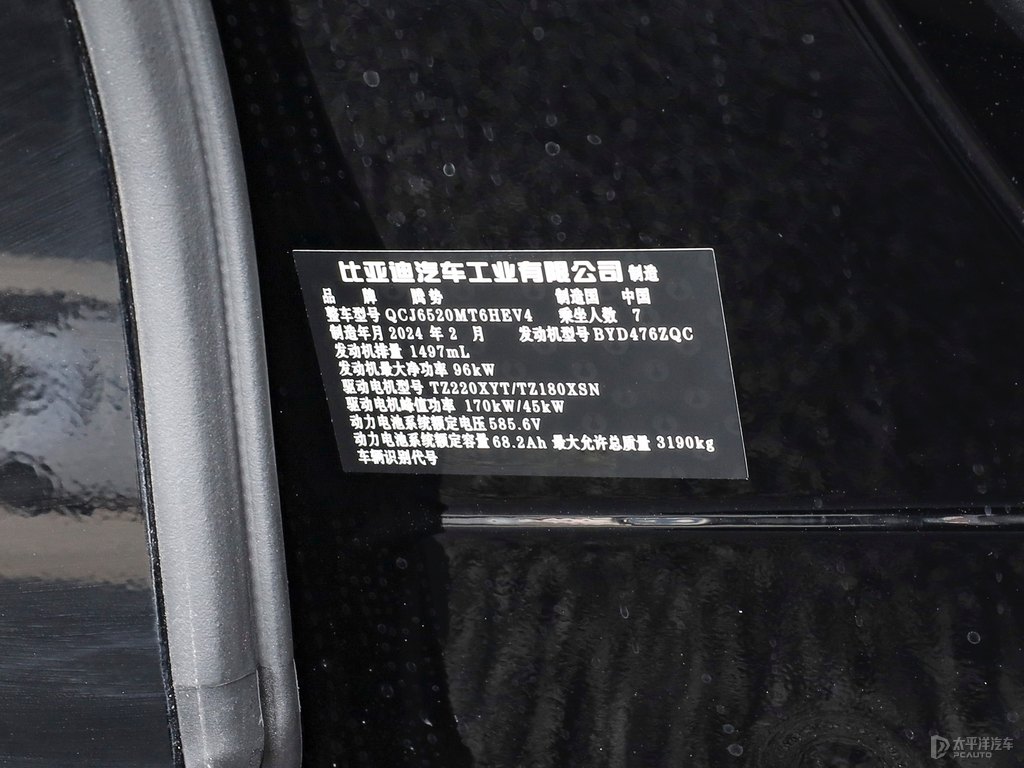 比亚迪汽车工业有限公司 制造
品 牌 腾势 制造国 中国
整车型号 QCJ6520MT6HEV4 乘坐人数 7
制造年月 2024 年 2 月 发动机型号 BYD476ZQC
发动机排量 1497mL
发动机最大净功率 96kW
驱动电机型号 TZ220XYT/TZ180XSN
驱动电机峰值功率 170kW/45kW
动力电池系统额定电压 585.6V
动力电池系统额定容量 68.2Ah 最大允许总质量 3190kg
车辆识别代号
太平洋汽车
PCAUTO